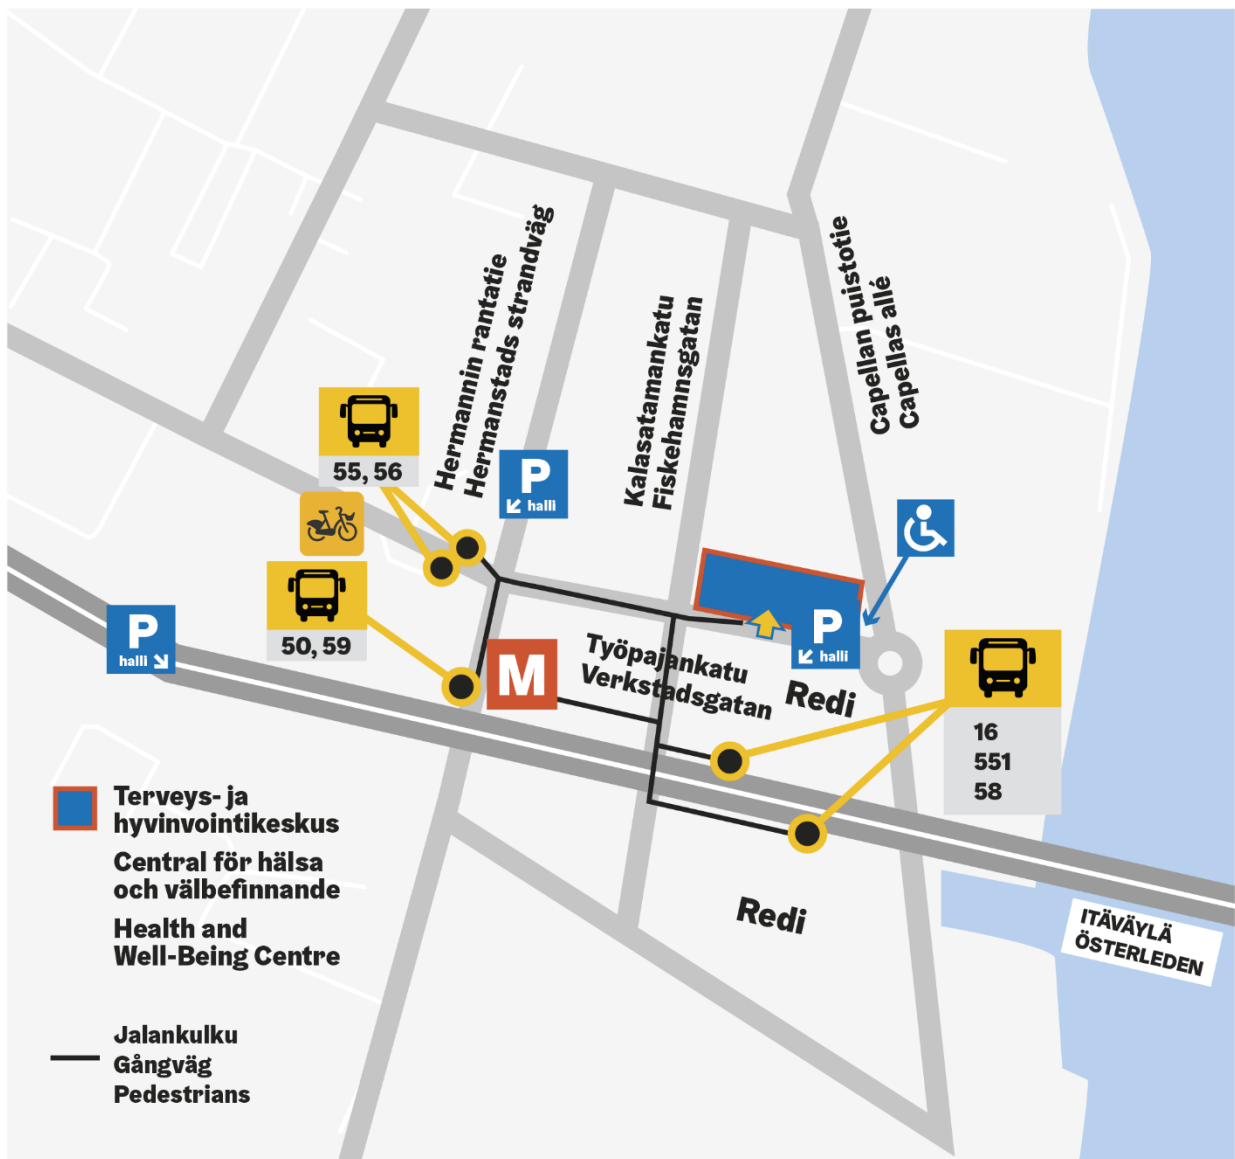 Hermannin rantatie
Hermanstads strandväg
Kalasatamankatu
Fiskehamnsgatan
Capellan puistotie
Capellas allé
55, 56
P
halli
50, 59
P
halli
M
Työpajankatu
Verkstadsgatan
P
halli
Redi
16
551
58
Redi
ITÄVÄYLÄ
ÖSTERLEDEN
Terveys- ja
hyvinvointikeskus
Central för hälsa
och välbefinnande
Health and
Well-Being Centre
Jalankulku
Gångväg
Pedestrians